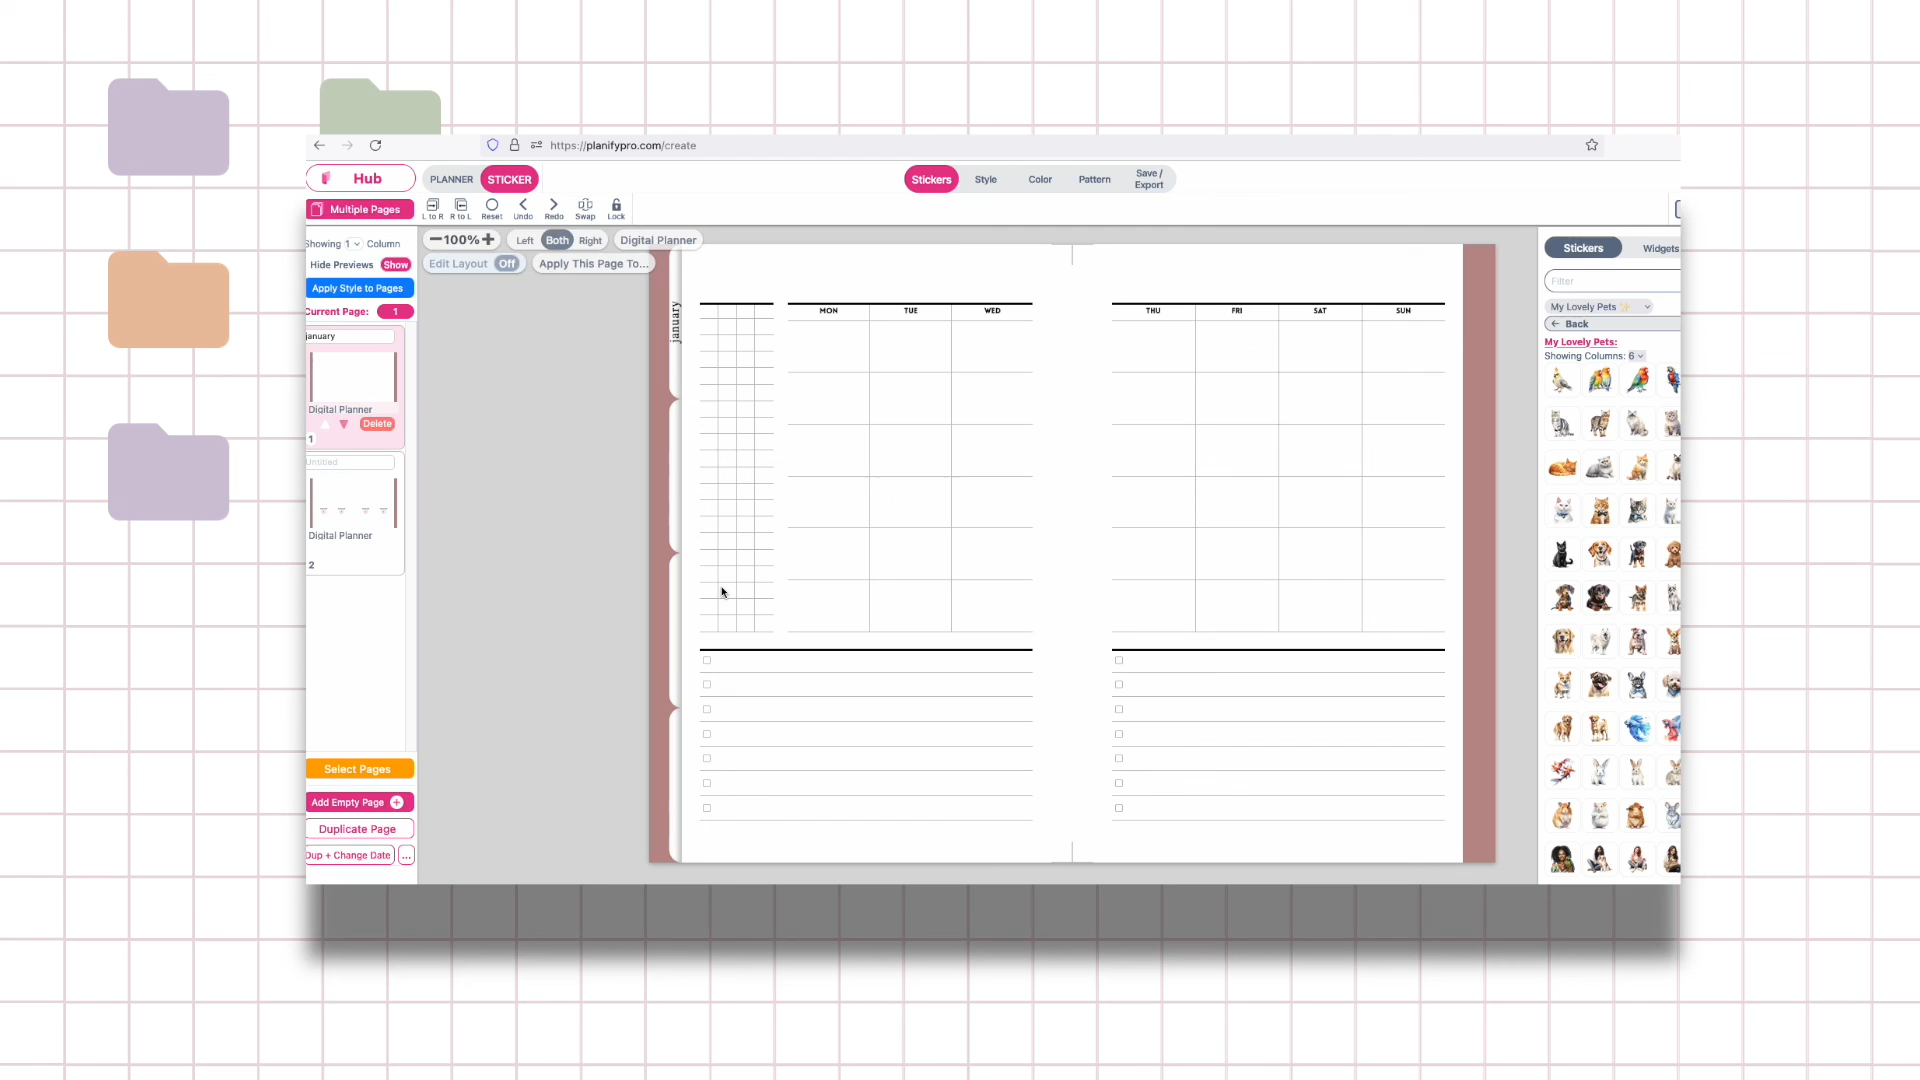 https://planifypro.com/create
Hub
PLANNER
STICKER
Stickers
Style
Color
Pattern
Save /
Export
Multiple Pages
L to R
R to L
Reset
Undo
Redo
Swap
Lock
Showing 1 Column
Hide Previews Show
Apply Style to Pages
Current Page: 1
january
Digital Planner
Delete
1
Untitled
Digital Planner
2
Select Pages
Add Empty Page
Duplicate Page
Dup + Change Date
...
100%
Left
Both
Right
Digital Planner
Edit Layout Off
Apply This Page To...
january
MON TUE WED
THU FRI SAT SUN
Stickers
Widgets
Filter
My Lovely Pets ✨
← Back
My Lovely Pets:
Showing Columns: 6